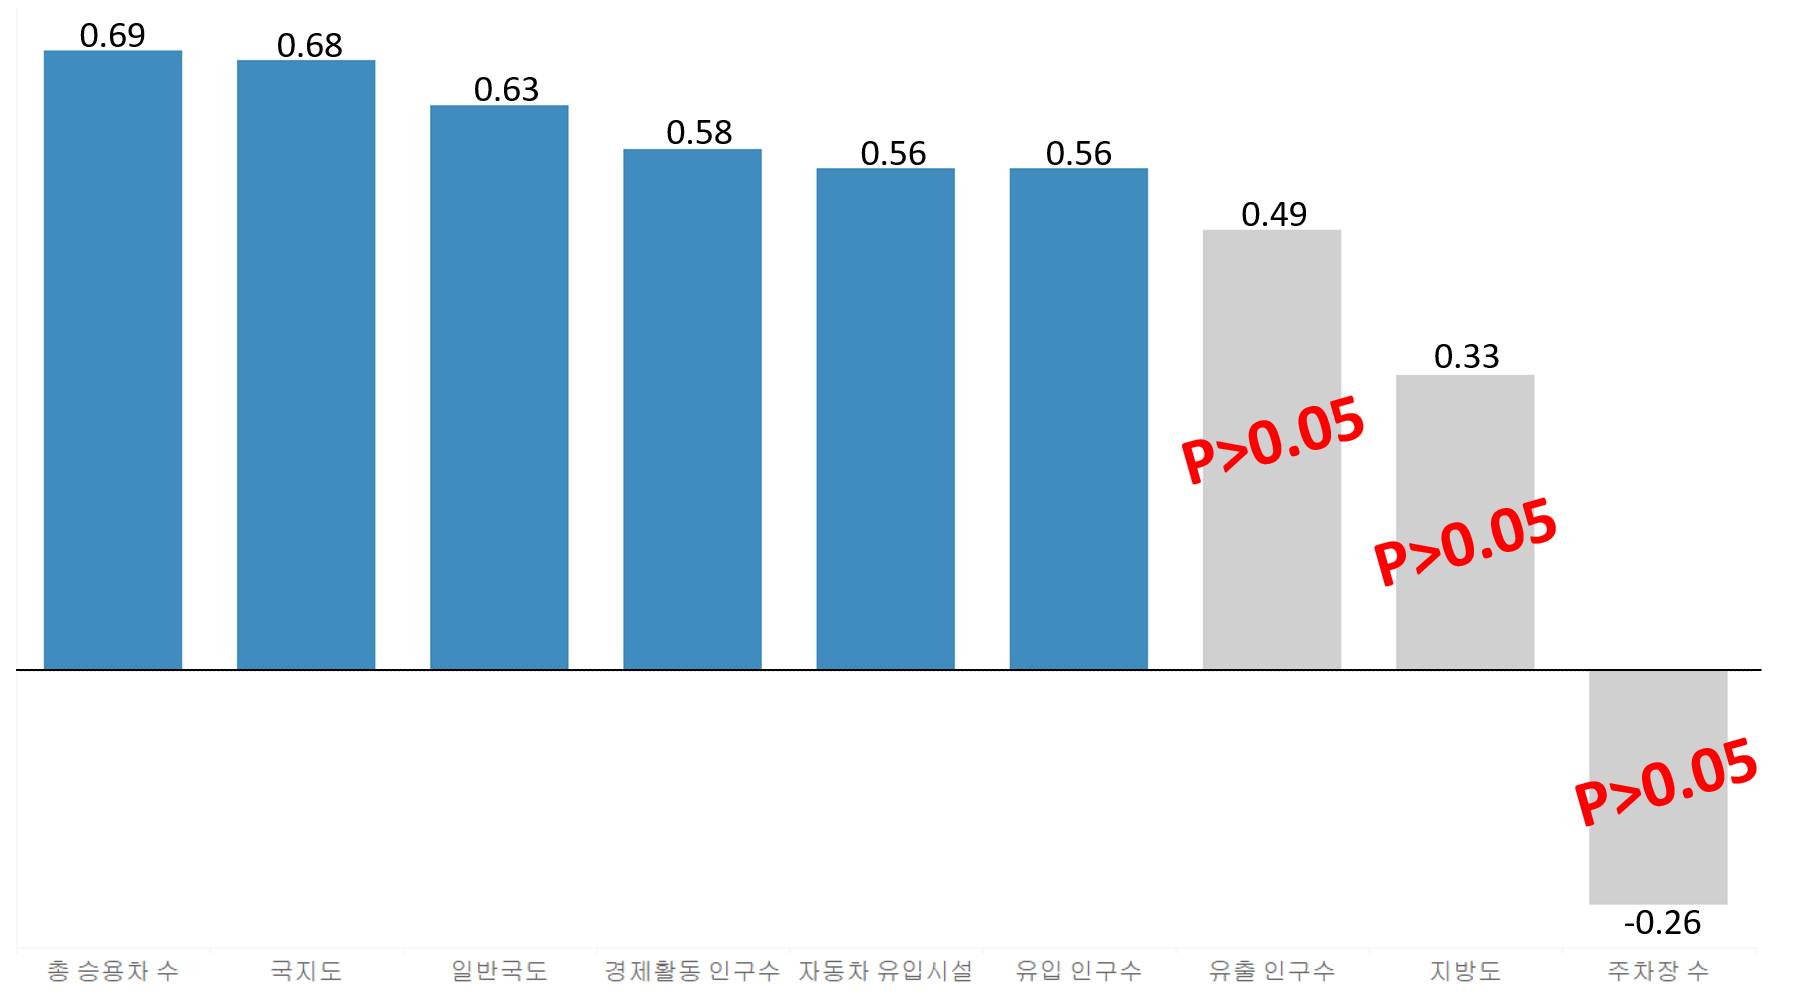 0.69
0.68
0.63
0.58
0.56
0.56
0.49
0.33
P>0.05
P>0.05
P>0.05
-0.26
총 승용차 수
국지도
일반국도
경제활동 인구수
자동차 유입시설
유입 인구수
유출 인구수
지방도
주차장 수